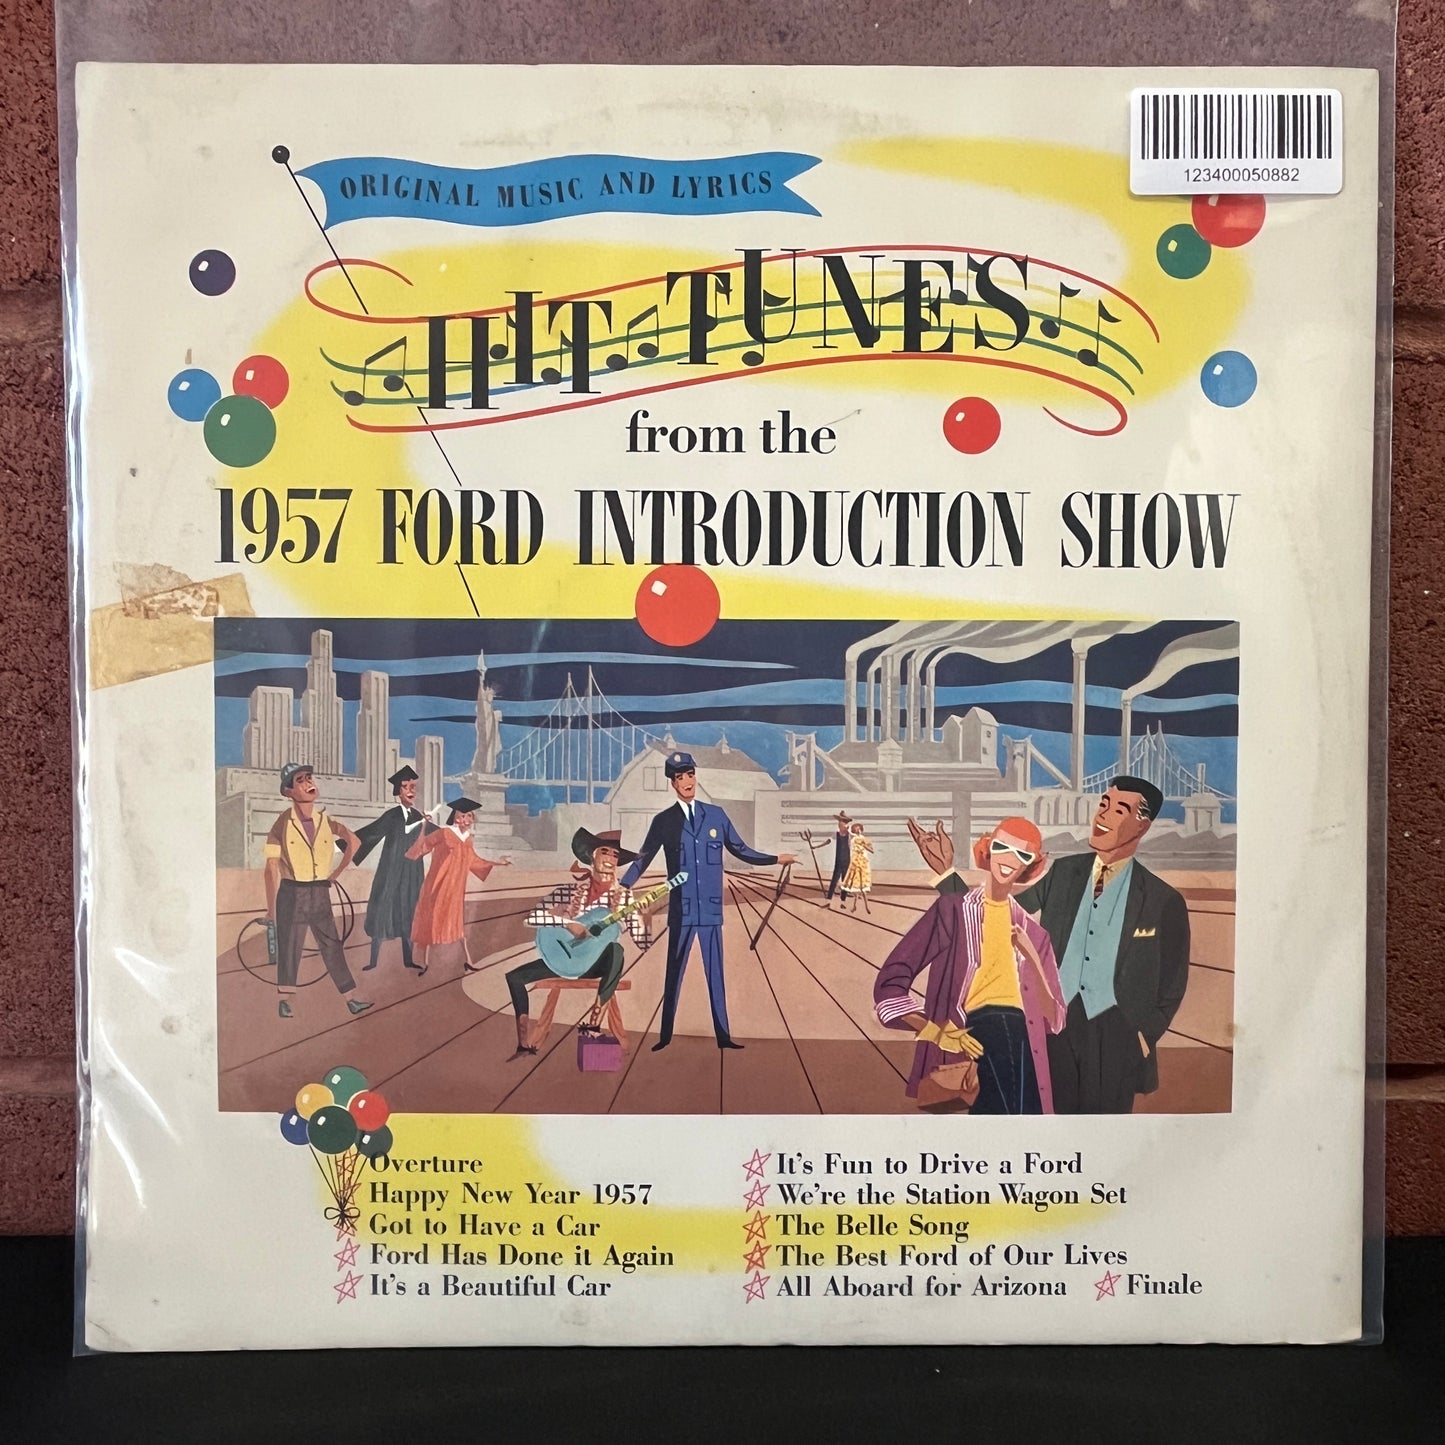 123400050882
ORIGINAL MUSIC AND LYRICS
HIT TUNES
from the
1957 FORD INTRODUCTION SHOW
Overture
Happy New Year 1957
Got to Have a Car
Ford Has Done it Again
It's a Beautiful Car
It's Fun to Drive a Ford
We're the Station Wagon Set
The Belle Song
The Best Ford of Our Lives
All Aboard for Arizona
Finale